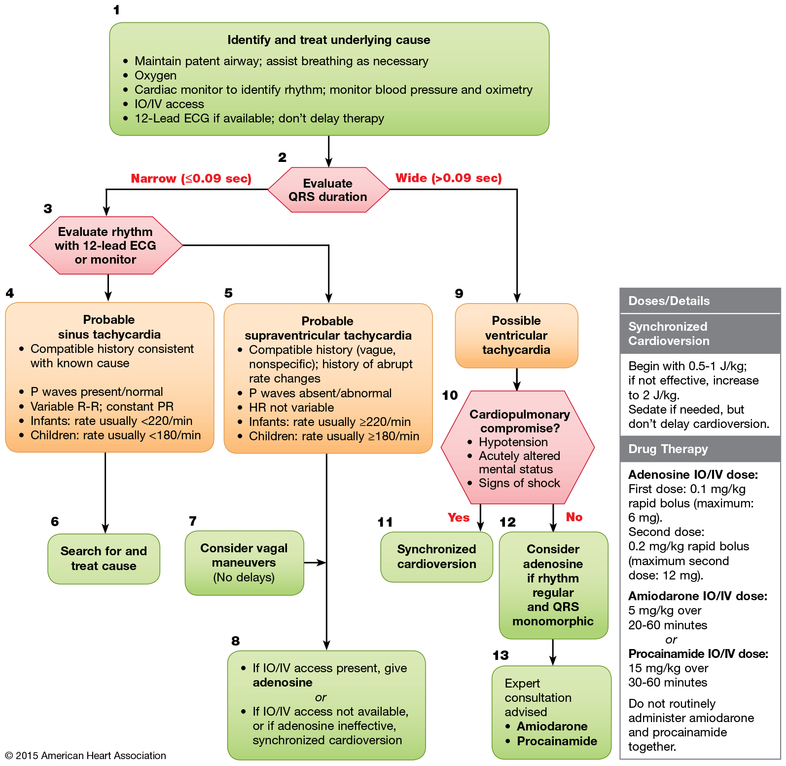 1
Identify and treat underlying cause
• Maintain patent airway; assist breathing as necessary
• Oxygen
• Cardiac monitor to identify rhythm; monitor blood pressure and oximetry
• IO/IV access
• 12-Lead ECG if available; don’t delay therapy
2
Narrow (≤0.09 sec)
Evaluate
QRS duration
Wide (>0.09 sec)
3
Evaluate rhythm
with 12-lead ECG
or monitor
4
Probable
sinus tachycardia
• Compatible history consistent
with known cause
• P waves present/normal
• Variable R-R; constant PR
• Infants: rate usually <220/min
• Children: rate usually <180/min
5
Probable
supraventricular tachycardia
• Compatible history (vague,
nonspecific); history of abrupt
rate changes
• P waves absent/abnormal
• HR not variable
• Infants: rate usually ≥220/min
• Children: rate usually ≥180/min
9
Possible
ventricular
tachycardia
10
Cardiopulmonary
compromise?
• Hypotension
• Acutely altered
mental status
• Signs of shock
Yes
No
6
Search for and
treat cause
7
Consider vagal
maneuvers
(No delays)
11
Synchronized
cardioversion
12
Consider
adenosine
if rhythm
regular
and QRS
monomorphic
8
• If IO/IV access present, give
adenosine
or
• If IO/IV access not available,
or if adenosine ineffective,
synchronized cardioversion
13
Expert
consultation
advised
• Amiodarone
• Procainamide
Doses/Details
Synchronized
Cardioversion
Begin with 0.5-1 J/kg;
if not effective, increase
to 2 J/kg.
Sedate if needed, but
don’t delay cardioversion.
Drug Therapy
Adenosine IO/IV dose:
First dose: 0.1 mg/kg
rapid bolus (maximum:
6 mg).
Second dose:
0.2 mg/kg rapid bolus
(maximum second
dose: 12 mg).
Amiodarone IO/IV dose:
5 mg/kg over
20-60 minutes
or
Procainamide IO/IV dose:
15 mg/kg over
30-60 minutes
Do not routinely
administer amiodarone
and procainamide
together.
© 2015 American Heart Association